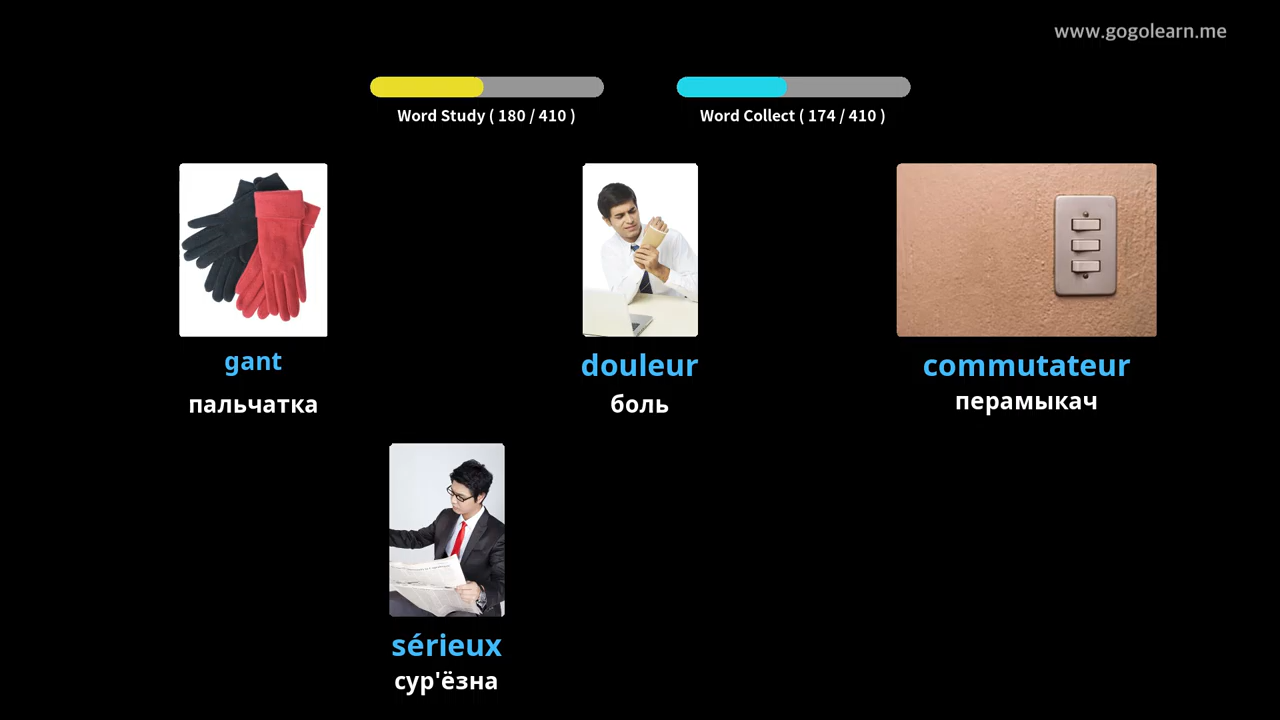 www.gogolearn.me
Word Study ( 180 / 410 )
Word Collect ( 174 / 410 )
gant
пальчатка
douleur
боль
commutateur
перамыкач
sérieux
сур'ёзна